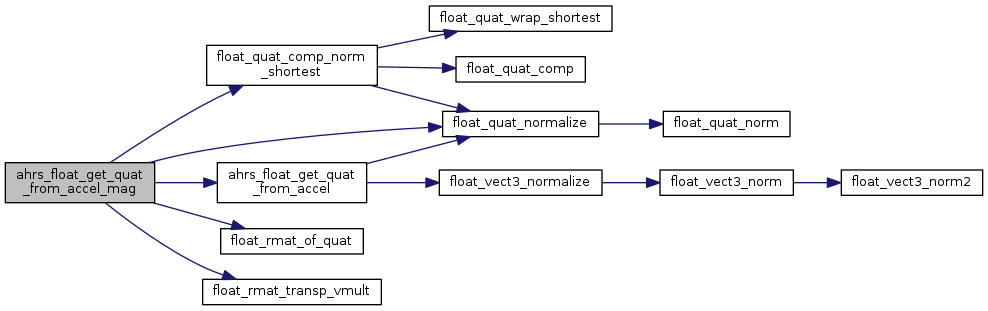 float_quat_wrap_shortest
float_quat_comp_norm
_shortest
float_quat_comp
float_quat_normalize
float_quat_norm
ahrs_float_get_quat
_from_accel_mag
ahrs_float_get_quat
_from_accel
float_vect3_normalize
float_vect3_norm
float_vect3_norm2
float_rmat_of_quat
float_rmat_transp_vmult